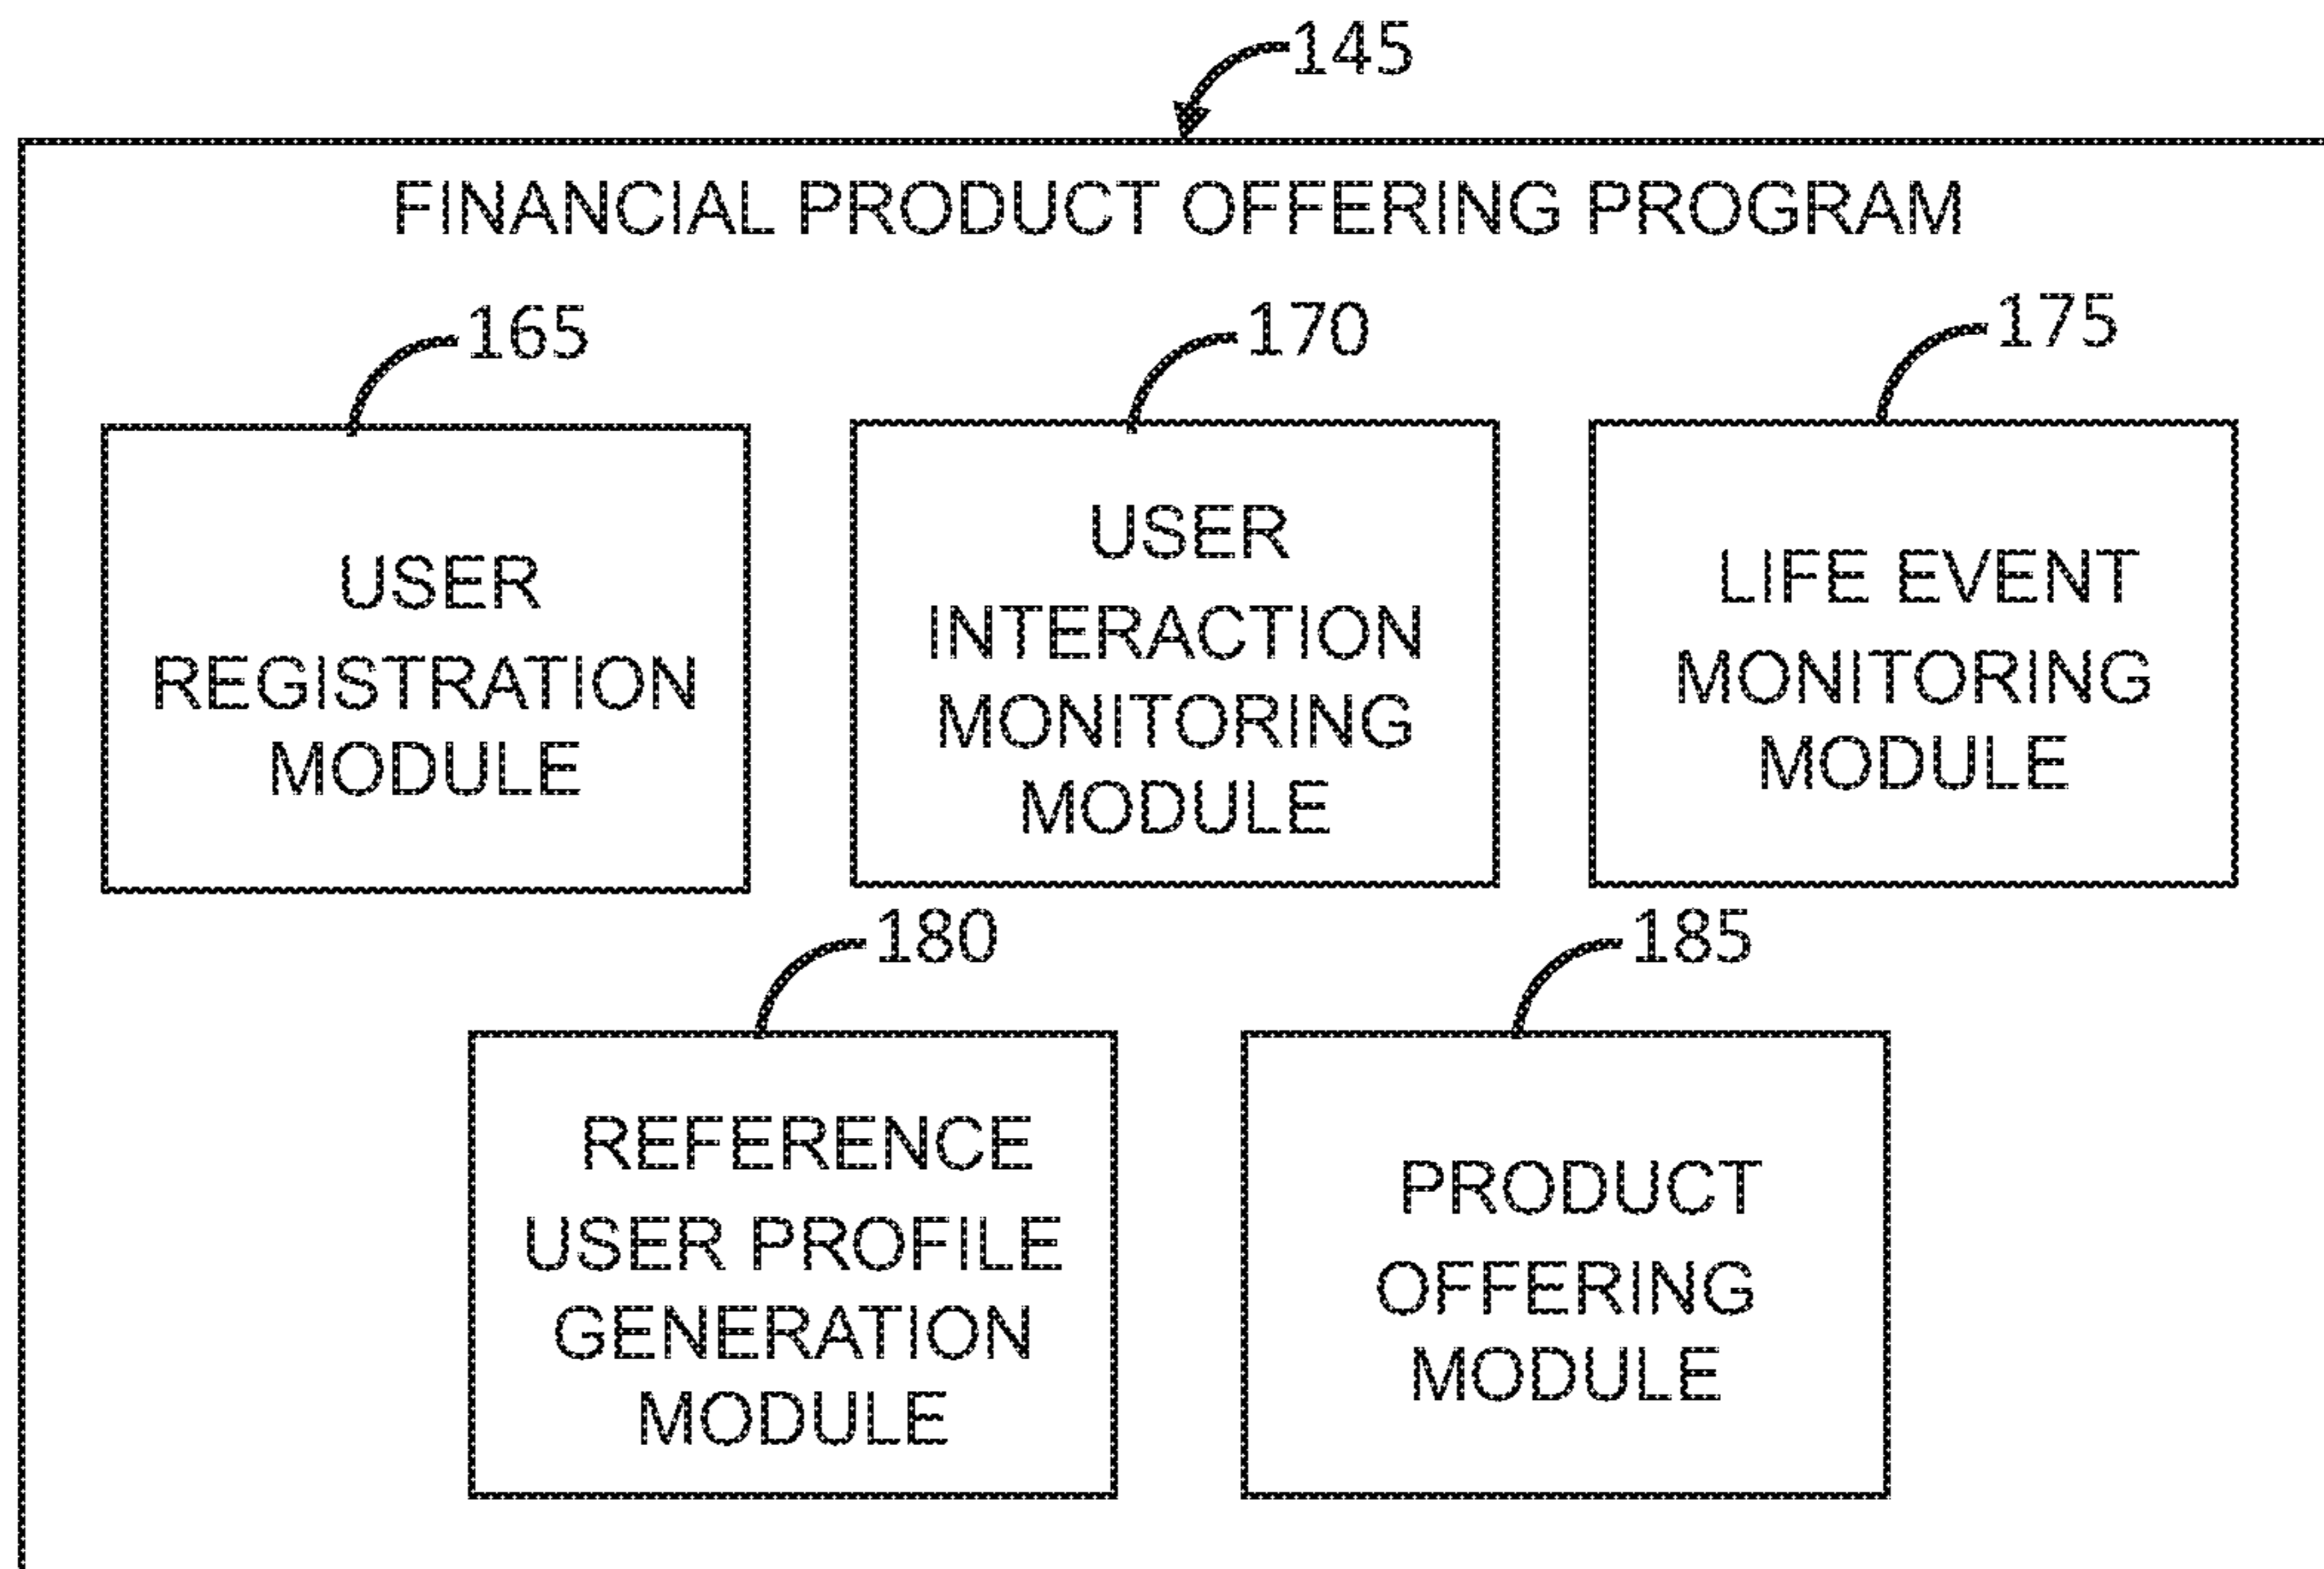 145
FINANCIAL PRODUCT OFFERING PROGRAM
165
170
175
USER
REGISTRATION
MODULE
USER
INTERACTION
MONITORING
MODULE
LIFE EVENT
MONITORING
MODULE
180
185
REFERENCE
USER PROFILE
GENERATION
MODULE
PRODUCT
OFFERING
MODULE